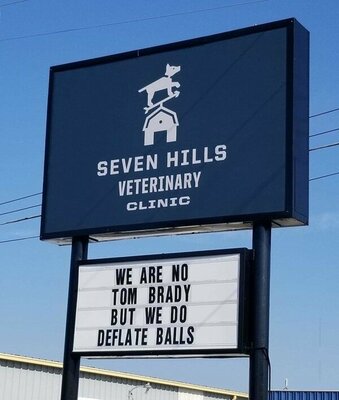 SEVEN HILLS
VETERINARY
CLINIC
WE ARE NO
TOM BRADY
BUT WE DO
DEFLATE BALLS